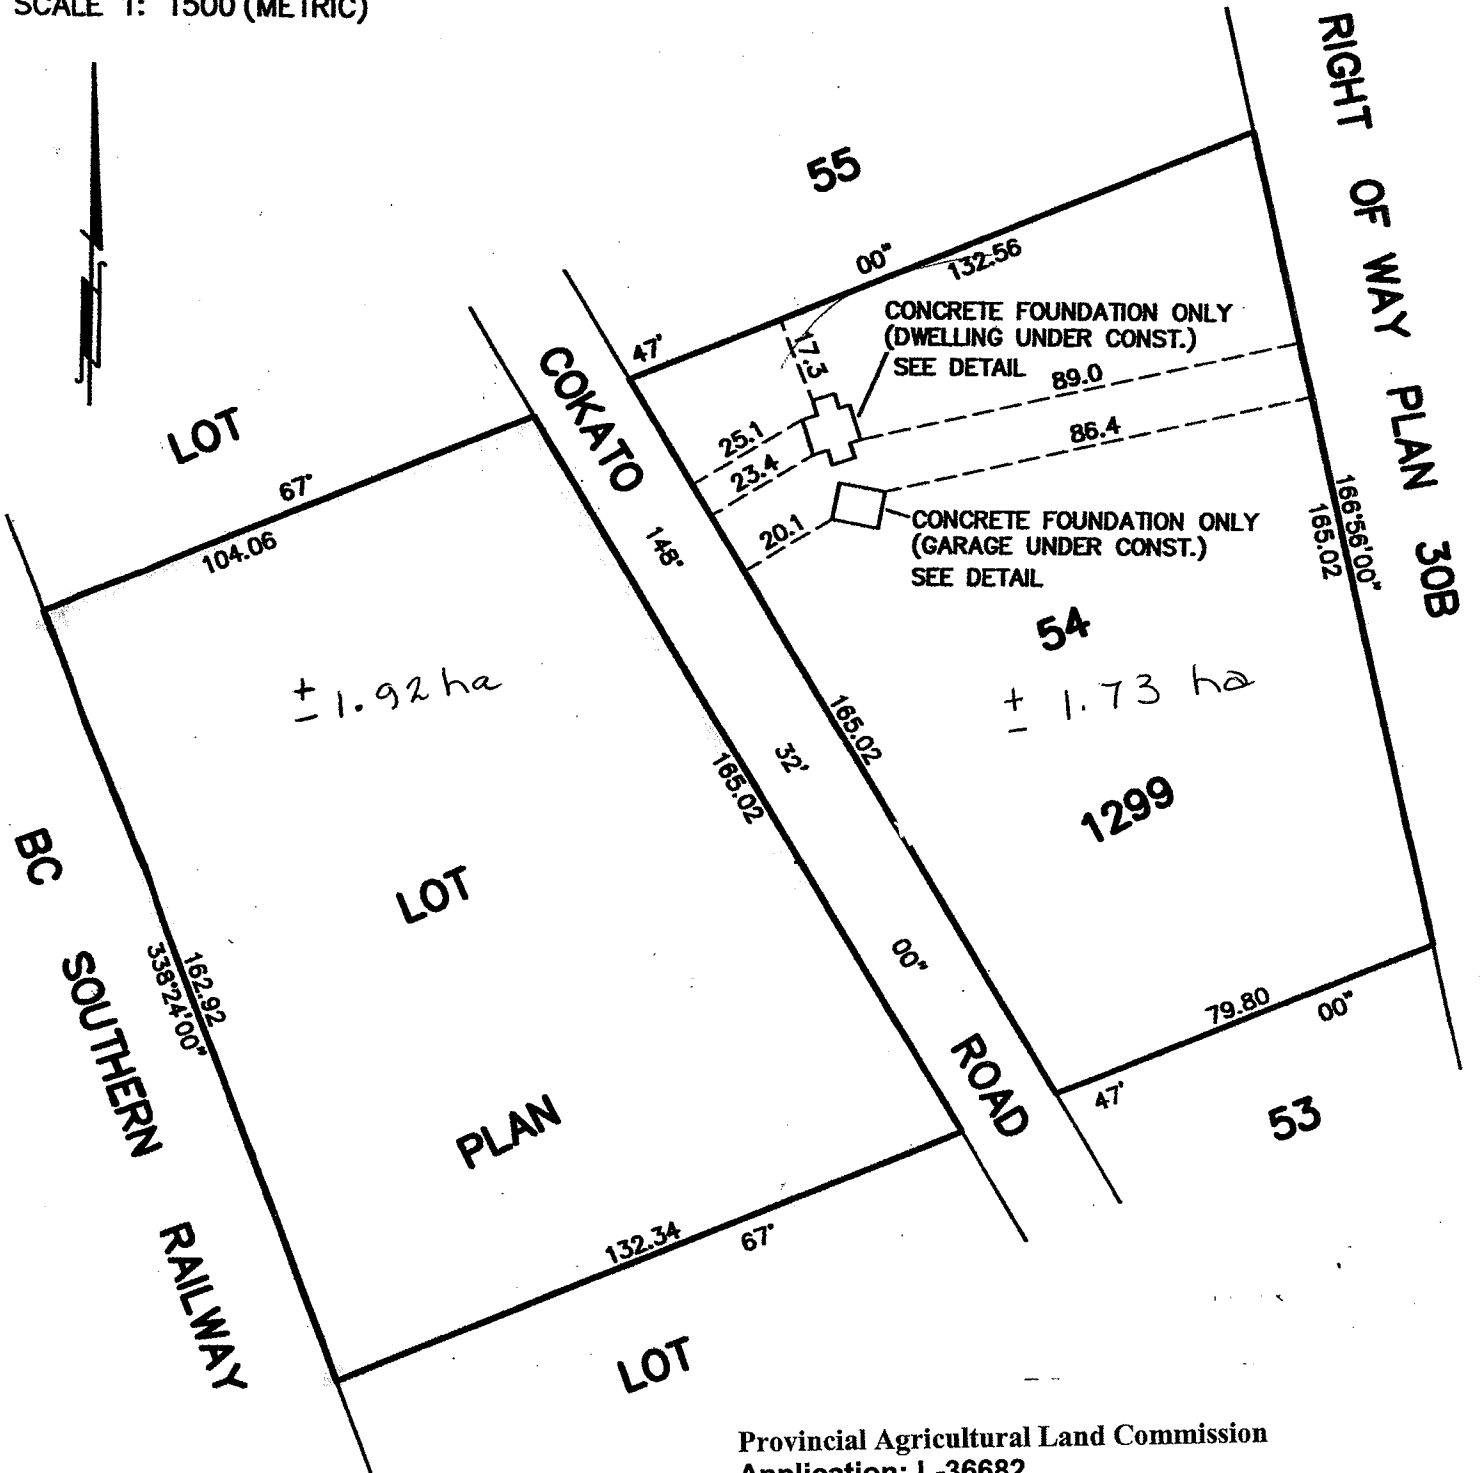 SCALE 1: 1500 (METRIC)
RIGHT OF WAY PLAN 30B
55
00"
132.56
CONCRETE FOUNDATION ONLY
(DWELLING UNDER CONST.)
SEE DETAIL
47'
17.3
89.0
86.4
COKATO ROAD
LOT
25.1
23.4
20.1
67°
104.06
148°
CONCRETE FOUNDATION ONLY
(GARAGE UNDER CONST.)
SEE DETAIL
166°56'00"
165.02
54
± 1.92 ha
± 1.73 ha
165.02
32'
165.02
1299
BC SOUTHERN RAILWAY
LOT
00"
162.92
338°24'00"
79.80
00"
47'
53
PLAN
132.34
67°
LOT
Provincial Agricultural Land Commission
Application: L-36682